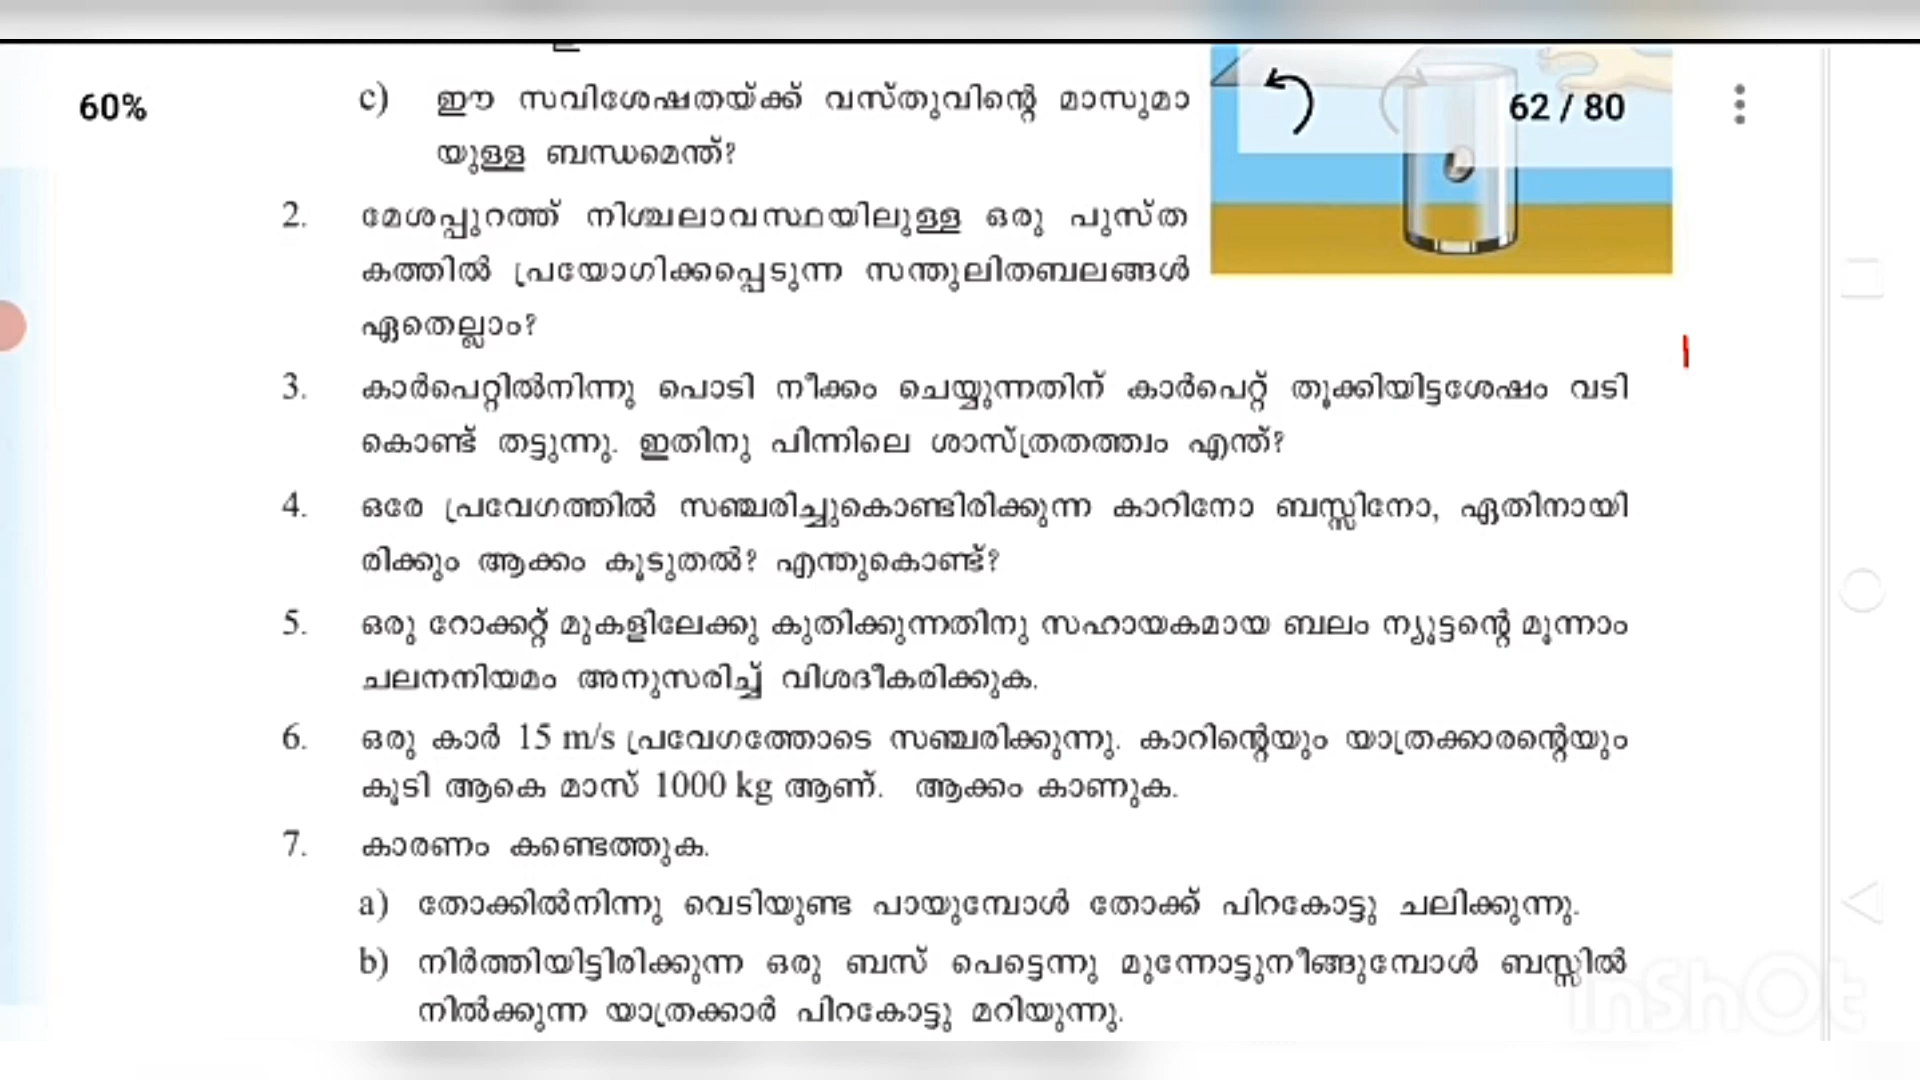 60%
62 / 80
c) ഈ സവിശേഷതയ്ക്ക് വസ്തുവിന്റെ മാസുമാ
യുള്ള ബന്ധമെന്ത്?
2. മേശപ്പുറത്ത് നിശ്ചലാവസ്ഥയിലുള്ള ഒരു പുസ്ത
കത്തിൽ പ്രയോഗിക്കപ്പെടുന്ന സന്തുലിതബലങ്ങൾ
ഏതെല്ലാം?
3. കാർപെറ്റിൽനിന്നു പൊടി നീക്കം ചെയ്യുന്നതിന് കാർപെറ്റ് തൂക്കിയിട്ടശേഷം വടി
കൊണ്ട് തട്ടുന്നു. ഇതിനു പിന്നിലെ ശാസ്ത്രതത്ത്വം എന്ത്?
4. ഒരേ പ്രവേഗത്തിൽ സഞ്ചരിച്ചുകൊണ്ടിരിക്കുന്ന കാറിനോ ബസ്സിനോ, ഏതിനായി
രിക്കും ആക്കം കൂടുതൽ? എന്തുകൊണ്ട്?
5. ഒരു റോക്കറ്റ് മുകളിലേക്കു കുതിക്കുന്നതിനു സഹായകമായ ബലം ന്യൂട്ടന്റെ മൂന്നാം
ചലനനിയമം അനുസരിച്ച് വിശദീകരിക്കുക.
6. ഒരു കാർ 15 m/s പ്രവേഗത്തോടെ സഞ്ചരിക്കുന്നു. കാറിന്റെയും യാത്രക്കാരന്റെയും
കൂടി ആകെ മാസ് 1000 kg ആണ്. ആക്കം കാണുക.
7. കാരണം കണ്ടെത്തുക.
a) തോക്കിൽനിന്നു വെടിയുണ്ട പായുമ്പോൾ തോക്ക് പിറകോട്ടു ചലിക്കുന്നു.
b) നിർത്തിയിട്ടിരിക്കുന്ന ഒരു ബസ് പെട്ടെന്നു മുന്നോട്ടുനീങ്ങുമ്പോൾ ബസ്സിൽ
നിൽക്കുന്ന യാത്രക്കാർ പിറകോട്ടു മറിയുന്നു.
InShOt